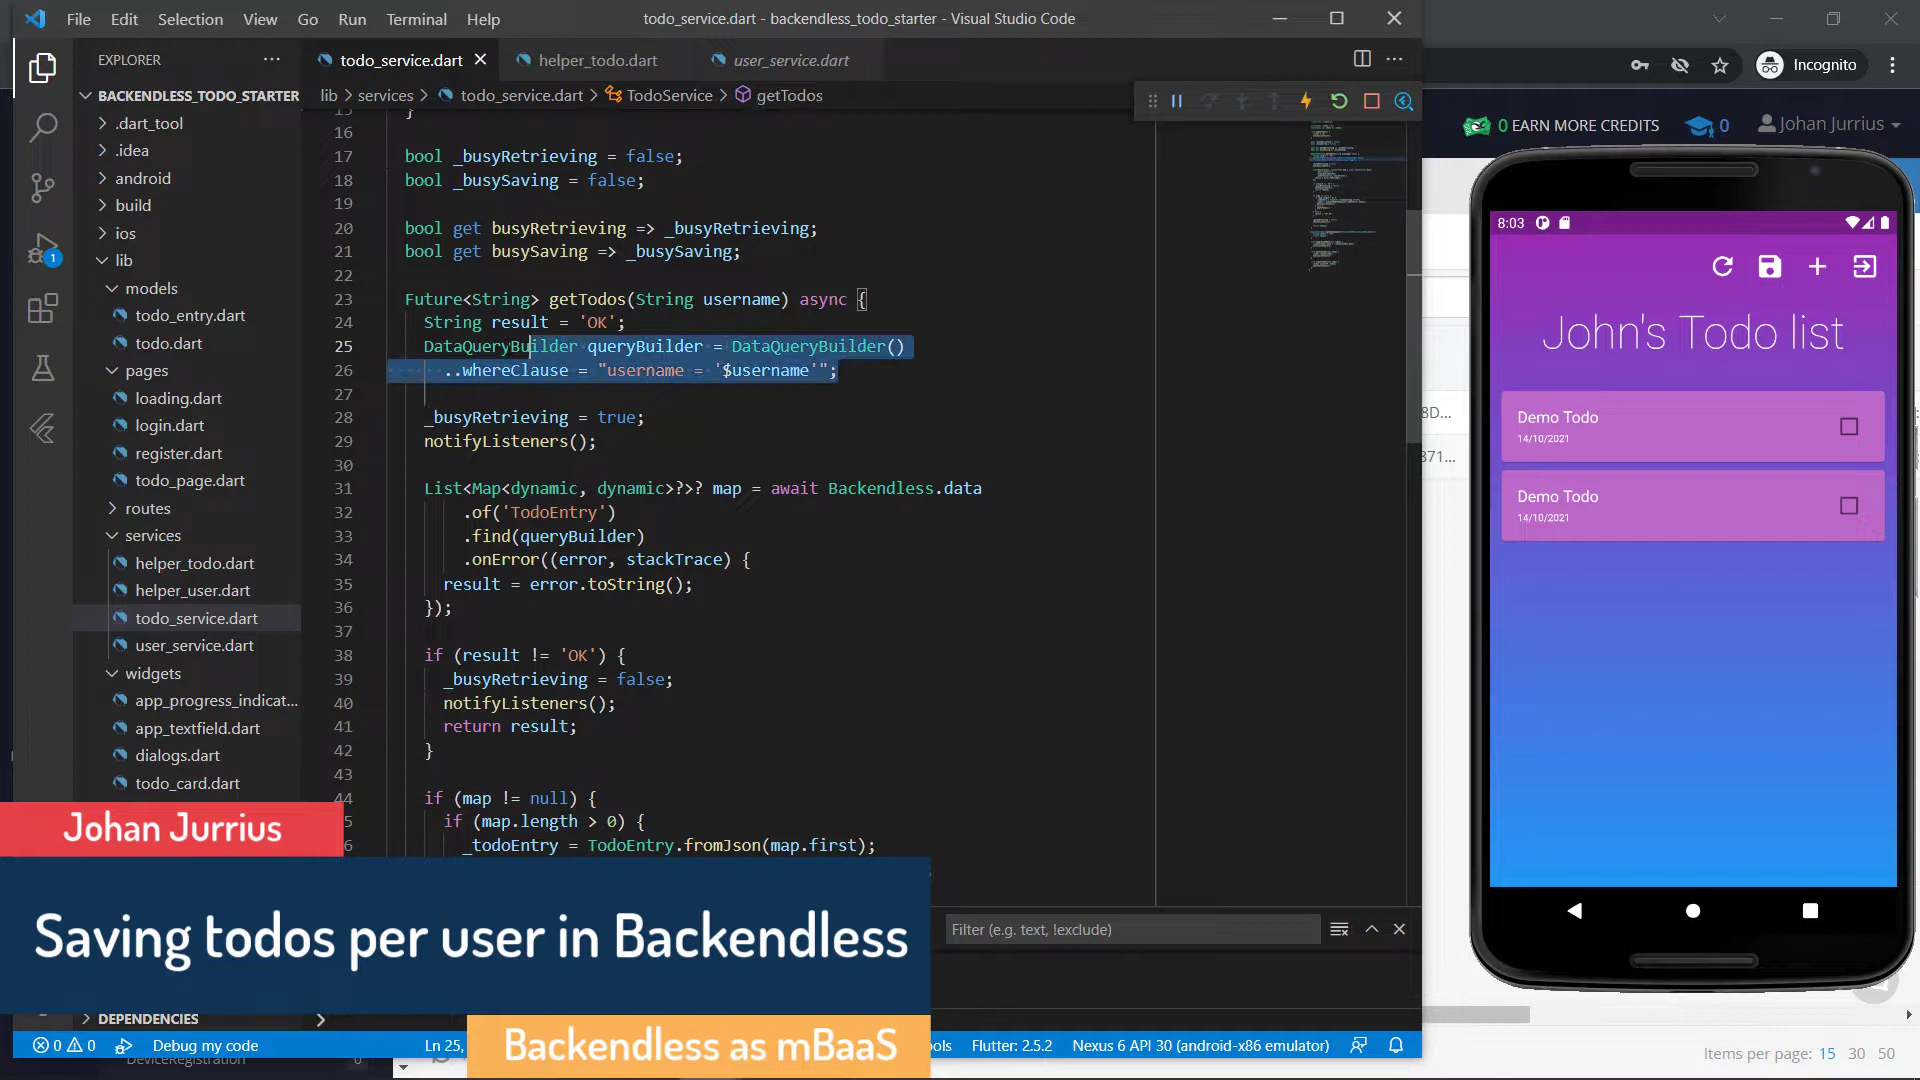 File Edit Selection View Go Run Terminal Help
todo_service.dart - backendless_todo_starter - Visual Studio Code
EXPLORER
BACKENDLESS_TODO_STARTER
.dart_tool
.idea
android
build
ios
lib
models
todo_entry.dart
todo.dart
pages
loading.dart
login.dart
register.dart
todo_page.dart
routes
services
helper_todo.dart
helper_user.dart
todo_service.dart
user_service.dart
widgets
app_progress_indicat...
app_textfield.dart
dialogs.dart
todo_card.dart
DEPENDENCIES
1
todo_service.dart helper_todo.dart user_service.dart
lib > services > todo_service.dart > TodoService > getTodos
15 }
16
17 bool _busyRetrieving = false;
18 bool _busySaving = false;
19
20 bool get busyRetrieving => _busyRetrieving;
21 bool get busySaving => _busySaving;
22
23 Future<String> getTodos(String username) async {
24 String result = 'OK';
25 DataQueryBuilder queryBuilder = DataQueryBuilder()
26 ..whereClause = "username = '$username'";
27
28 _busyRetrieving = true;
29 notifyListeners();
30
31 List<Map<dynamic, dynamic>?>? map = await Backendless.data
32 .of('TodoEntry')
33 .find(queryBuilder)
34 .onError((error, stackTrace) {
35 result = error.toString();
36 });
37
38 if (result != 'OK') {
39 _busyRetrieving = false;
40 notifyListeners();
41 return result;
42 }
43
44 if (map != null) {
5 if (map.length > 0) {
6 _todoEntry = TodoEntry.fromJson(map.first);
Filter (e.g. text, !exclude)
0 0 Debug my code Ln 25, ols Flutter: 2.5.2 Nexus 6 API 30 (android-x86 emulator)
DeviceRegistration 0
Johan Jurrius
Saving todos per user in Backendless
Backendless as mBaaS
Incognito
0 EARN MORE CREDITS 0 Johan Jurrius
8D...
871...
8:03
John's Todo list
Demo Todo
14/10/2021
Demo Todo
14/10/2021
Items per page: 15 30 50